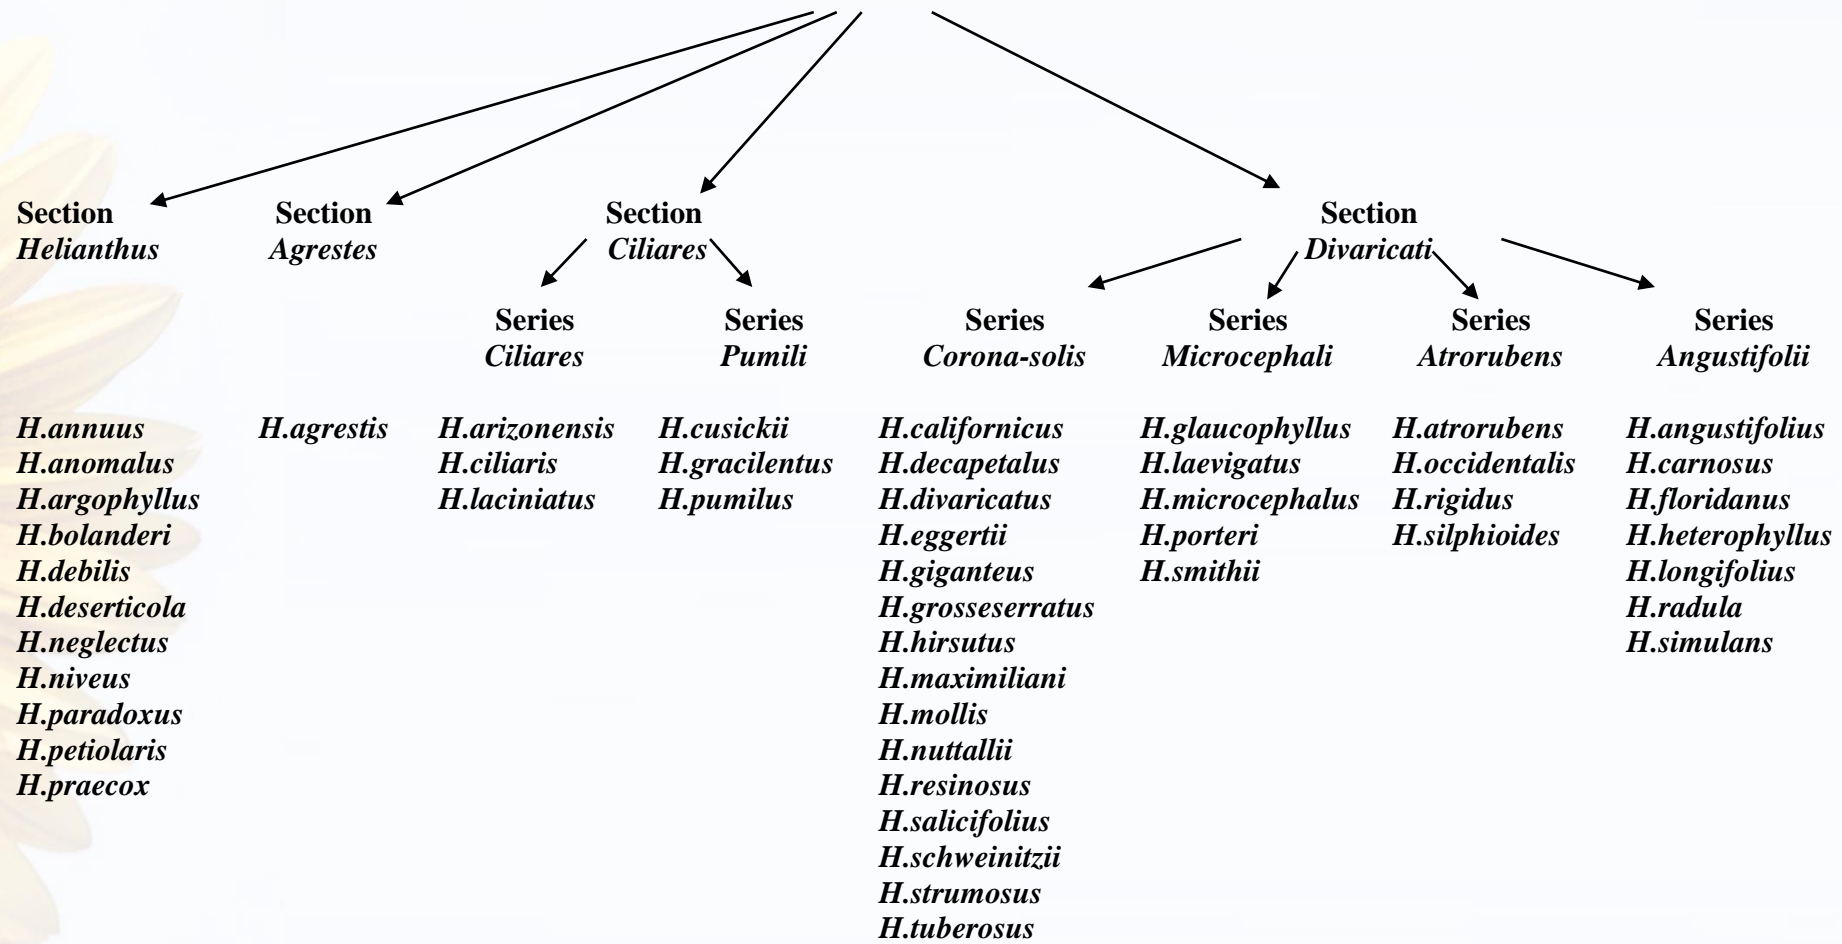 Section Section Section Section
Helianthus Agrestes Ciliares Divaricati
Series Series Series Series Series Series
Ciliares Pumili Corona-solis Microcephali Atrorubens Angustifolii
H.annuus H.agrestis H.arizonensis H.cusickii H.californicus H.glaucophyllus H.atrorubens H.angustifolius
H.anomalus H.ciliaris H.gracilentus H.decapetalus H.laevigatus H.occidentalis H.carnosus
H.argophyllus H.laciniatus H.pumilus H.divaricatus H.microcephalus H.rigidus H.floridanus
H.bolanderi H.eggertii H.porteri H.silphioides H.heterophyllus
H.debilis H.giganteus H.smithii H.longifolius
H.deserticola H.grosseserratus H.radula
H.neglectus H.hirsutus H.simulans
H.niveus H.maximiliani
H.paradoxus H.mollis
H.petiolaris H.nuttallii
H.praecox H.resinosus
H.salicifolius
H.schweinitzii
H.strumosus
H.tuberosus